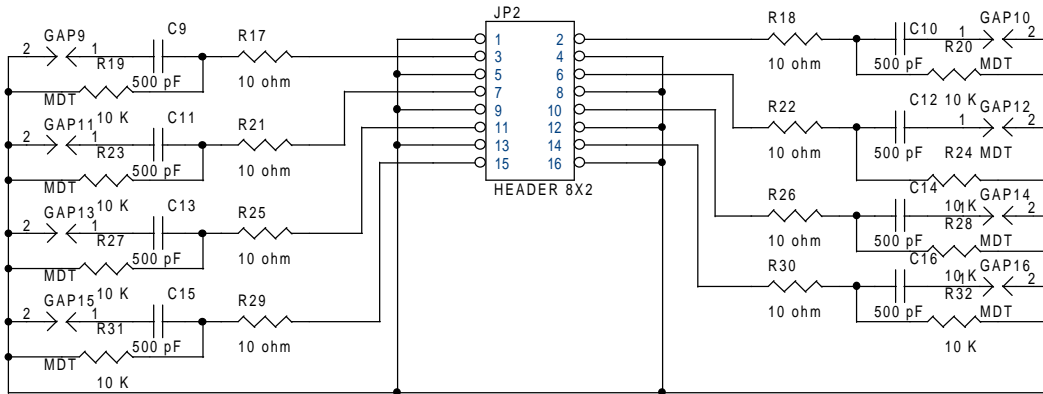 JP2
GAP9
C9
R17
2
1
R19
500 pF
10 ohm
MDT
10 K
GAP11
C11
R21
2
1
R23
500 pF
10 ohm
MDT
10 K
GAP13
C13
R25
2
1
R27
500 pF
10 ohm
MDT
10 K
GAP15
C15
R29
2
1
R31
500 pF
10 ohm
MDT
10 K
1 2
3 4
5 6
7 8
9 10
11 12
13 14
15 16
HEADER 8X2
R18
C10
GAP10
1
2
R20
10 ohm
500 pF
MDT
10 K
R22
C12
GAP12
1
2
10 ohm
500 pF
R24
MDT
10 K
R26
C14
GAP14
1
2
R28
10 ohm
500 pF
MDT
10 K
R30
C16
GAP16
1
2
R32
10 ohm
500 pF
MDT
10 K